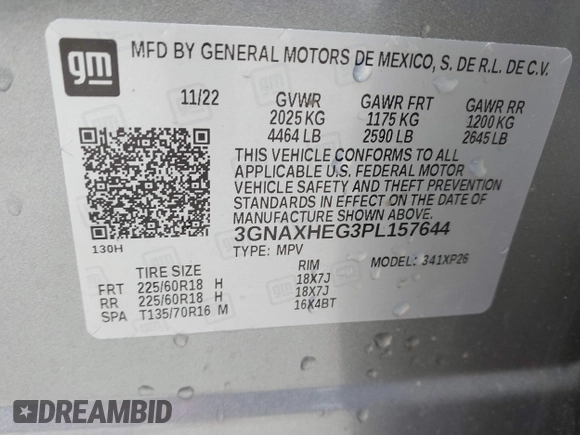 gm
MFD BY GENERAL MOTORS DE MEXICO, S. DE R.L. DE C.V.
11/22 GVWR GAWR FRT GAWR RR
2025 KG 1175 KG 1200 KG
4464 LB 2590 LB 2645 LB
THIS VEHICLE CONFORMS TO ALL
APPLICABLE U.S. FEDERAL MOTOR
VEHICLE SAFETY AND THEFT PREVENTION
STANDARDS IN EFFECT ON THE DATE OF
MANUFACTURE SHOWN ABOVE.
3GNAXHEG3PL157644
130H TYPE: MPV MODEL: 341XP26
TIRE SIZE RIM
FRT 225/60R18 H 18X7J
RR 225/60R18 H 18X7J
SPA T135/70R16 M 16X4BT
DREAMBID